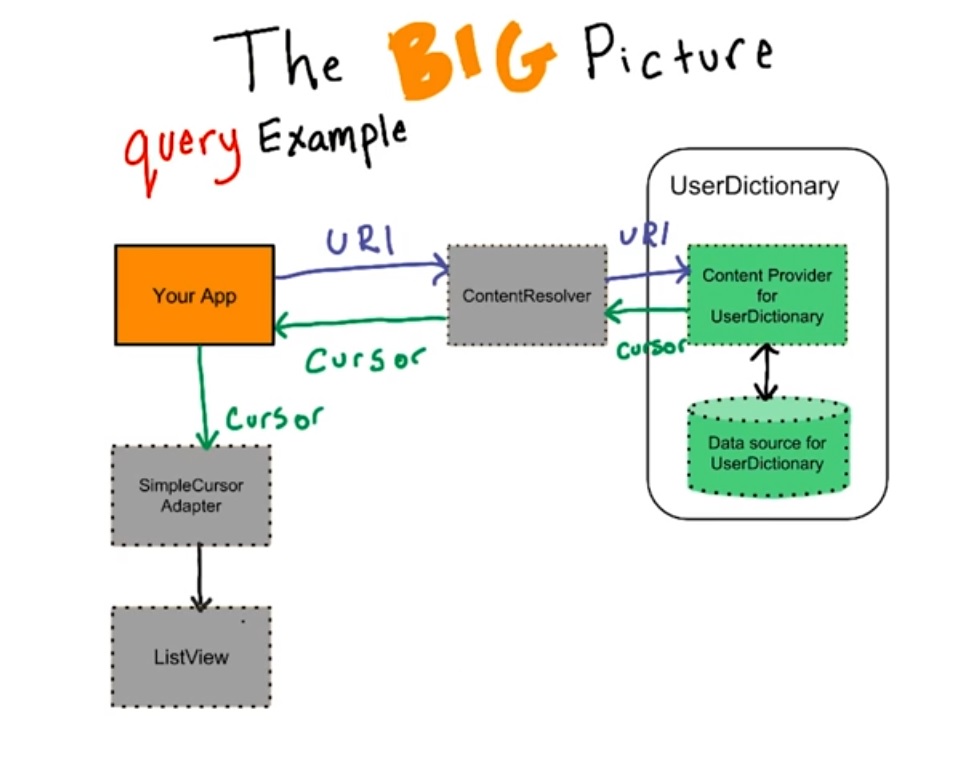 The BIG Picture
query Example
UserDictionary
URI
URI
Your App
ContentResolver
Content Provider
for
UserDictionary
Cursor
Cursor
Cursor
Data source for
UserDictionary
SimpleCursor
Adapter
ListView